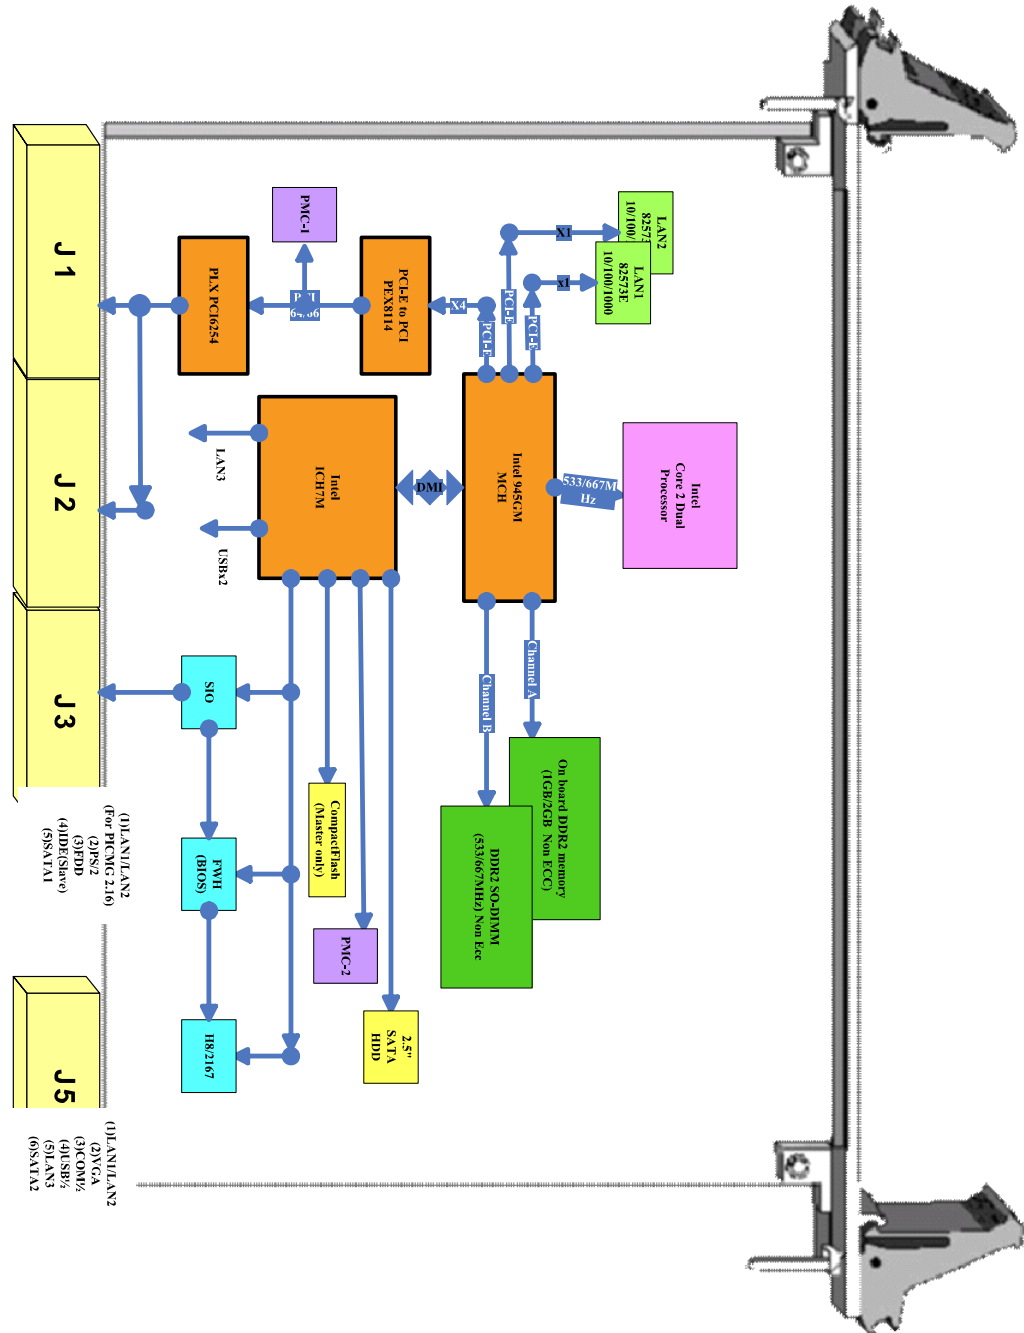 LAN2
82573
10/100/
LAN1
82573E
10/100/1000
X1
x1
PCI-E
PCI-E
PCI-E
X4
PMC-1
PCI-E to PCI
PEX8114
PLX PCI6254
J1
Intel
Core 2 Dual
Processor
533/667M
Hz
Intel 945GM
MCH
DMI
Intel
ICH7M
LAN3
USBx2
J2
Channel A
Channel B
On board DDR2 memory
(1GB/2GB Non ECC)
DDR2 SO-DIMM
(533/667MHz) Non Ecc
CompactFlash
(Master only)
PMC-2
2.5"
SATA
HDD
SIO
FWH
(BIOS)
H8/2167
J3
(1)LAN1/LAN2
(For PICMG 2.16)
(2)PS/2
(3)FDD
(4)IDE(Slave)
(5)SATA1
J5
(1)LAN1/LAN2
(2)VGA
(3)COM½
(4)USB½
(5)LAN3
(6)SATA2